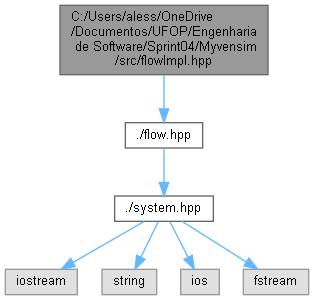 C:/Users/aless/OneDrive
/Documentos/UFOP/Engenharia
de Software/Sprint04/Myvensim
/src/flowImpl.hpp
./flow.hpp
./system.hpp
iostream
string
ios
fstream